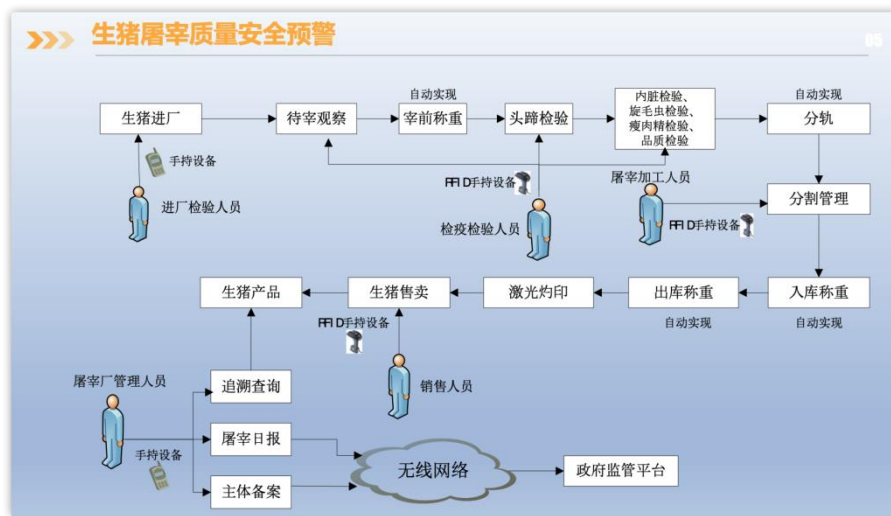 生猪屠宰质量安全预警
05
自动实现
内脏检验、
旋毛虫检验、
瘦肉精检验、
品质检验
自动实现
生猪进厂
待宰观察
宰前称重
头蹄检验
分轨
手持设备
RFID手持设备
屠宰加工人员
进厂检验人员
检疫检验人员
RFID手持设备
分割管理
生猪产品
生猪售卖
激光灼印
出库称重
入库称重
RFID手持设备
自动实现
自动实现
屠宰厂管理人员
追溯查询
销售人员
手持设备
屠宰日报
无线网络
政府监管平台
主体备案